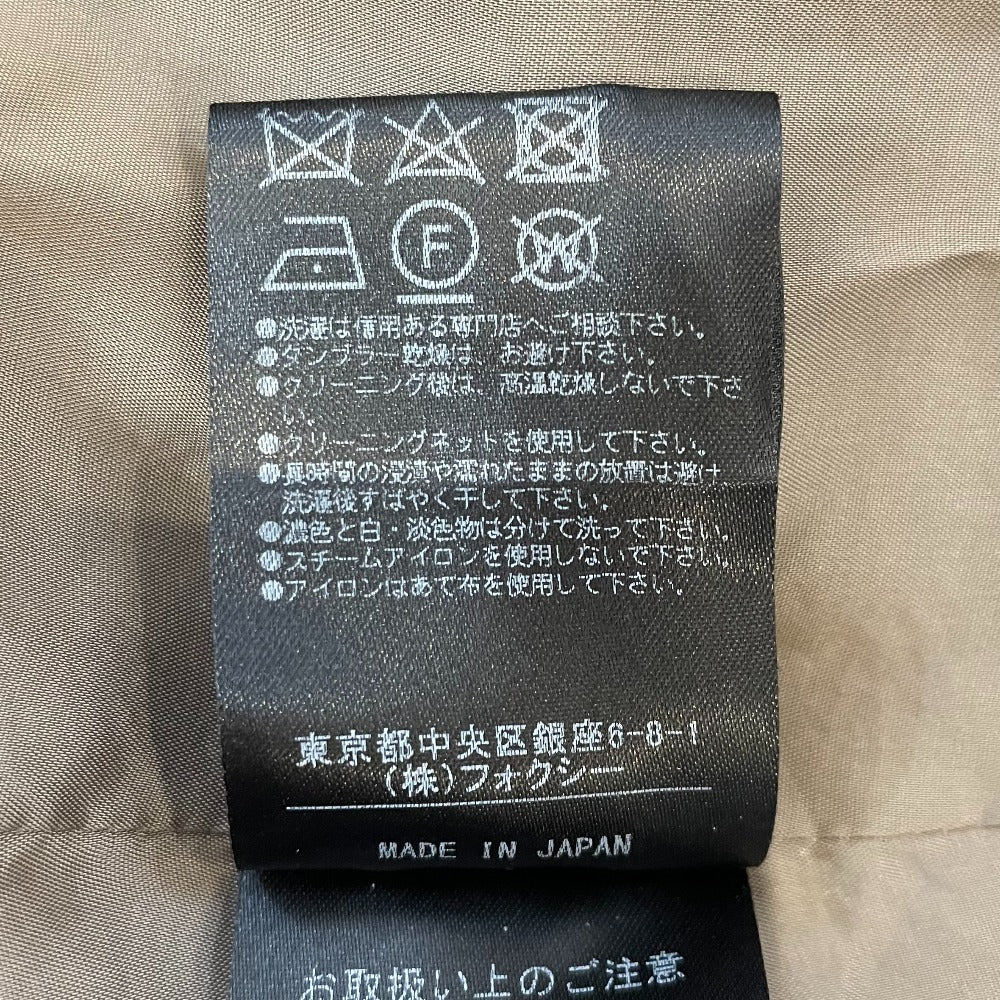 F
W
●洗濯は信用ある専門店へご相談下さい。
●タンブラー乾燥は、お避け下さい。
●クリーニング後は、高温乾燥しないで下さ
い。
●クリーニングネットを使用して下さい。
●長時間の浸漬や濡れたままの放置は避け
洗濯後すばやく干して下さい。
●濃色と白・淡色物は分けて洗って下さい。
●スチームアイロンを使用しないで下さい。
●アイロンはあて布を使用して下さい。
東京都中央区銀座6-8-1
(株)フォクシー
MADE IN JAPAN
お取扱い上のご注意